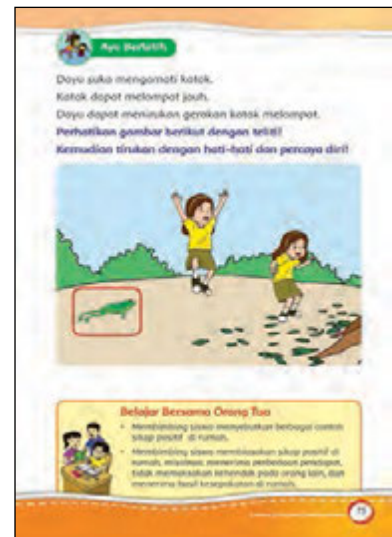 Ayo Berlatih
Dayu suka mengamati katak.
Katak dapat melompat jauh.
Dayu dapat menirukan gerakan katak melompat.
Perhatikan gambar berikut dengan teliti!
Kemudian tirukan dengan hati-hati dan percaya diri!
Belajar Bersama Orang Tua
• Membimbing siswa menyebutkan berbagai contoh
sikap positif di rumah.
• Membimbing siswa membiasakan sikap positif di
rumah, misalnya, menerima perbedaan pendapat,
tidak memaksakan kehendak pada orang lain, dan
menerima hasil kesepakatan di rumah.